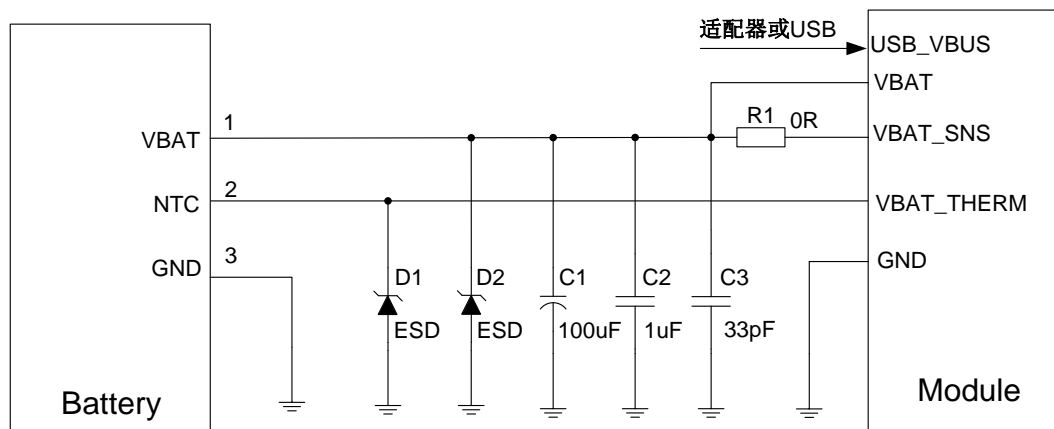 适配器或USB
USB_VBUS
VBAT
R1
0R
VBAT
1
VBAT_SNS
NTC
2
VBAT_THERM
GND
3
GND
D1
D2
C1
C2
C3
ESD
ESD
100uF
1uF
33pF
Battery
Module